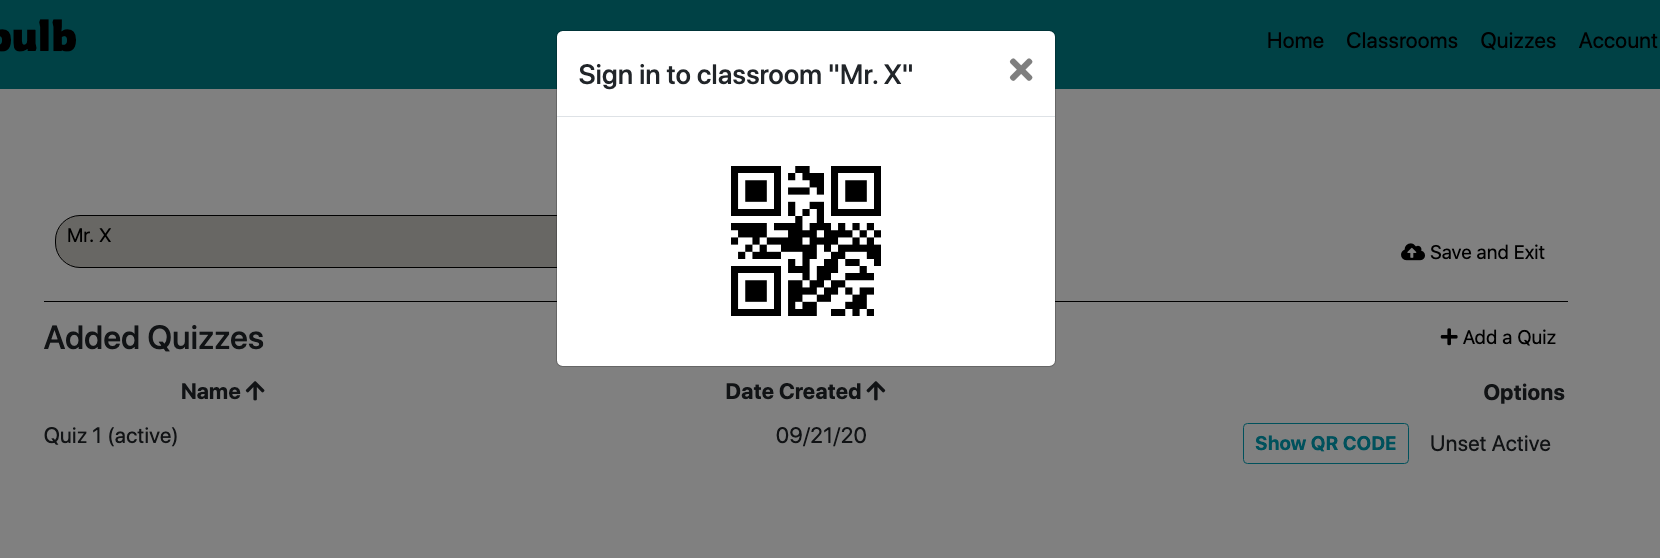 Home Classrooms Quizzes Account
Sign in to classroom "Mr. X"
Mr. X
Save and Exit
Added Quizzes
Add a Quiz
Name Date Created Options
Quiz 1 (active) 09/21/20 Show QR CODE Unset Active